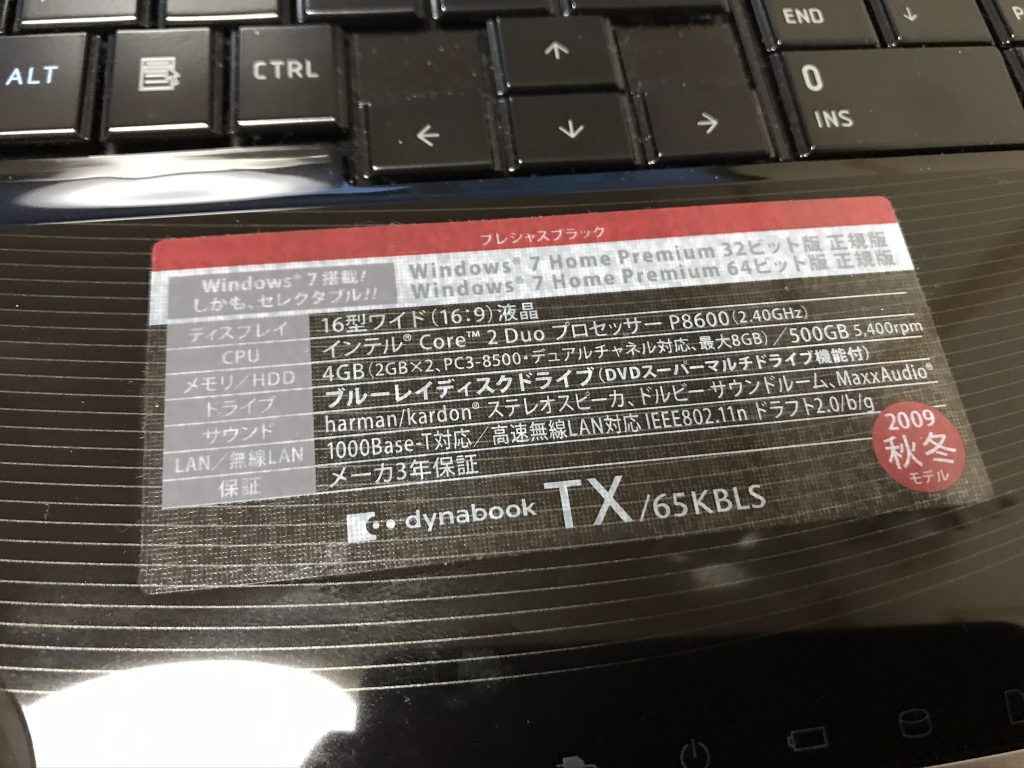 END
ALT
CTRL
0
INS
プレシャスブラック
Windows® 7 搭載!
しかも、セレクタブル!!
Windows® 7 Home Premium 32ビット版 正規版
Windows® 7 Home Premium 64ビット版 正規版
ディスプレイ 16型ワイド(16:9)液晶
CPU インテル® Core™ 2 Duo プロセッサー P8600(2.40GHz)
メモリ/HDD 4GB(2GB×2、PC3-8500・デュアルチャネル対応、最大8GB)/500GB 5,400rpm
ドライブ ブルーレイディスクドライブ(DVDスーパーマルチドライブ機能付)
サウンド harman/kardon® ステレオスピーカ、ドルビー サウンドルーム、MaxxAudio®
LAN/無線LAN 1000Base-T対応/高速無線LAN対応 IEEE802.11n ドラフト2.0/b/g
保証 メーカ3年保証
2009
秋冬
モデル
dynabook TX/65KBLS